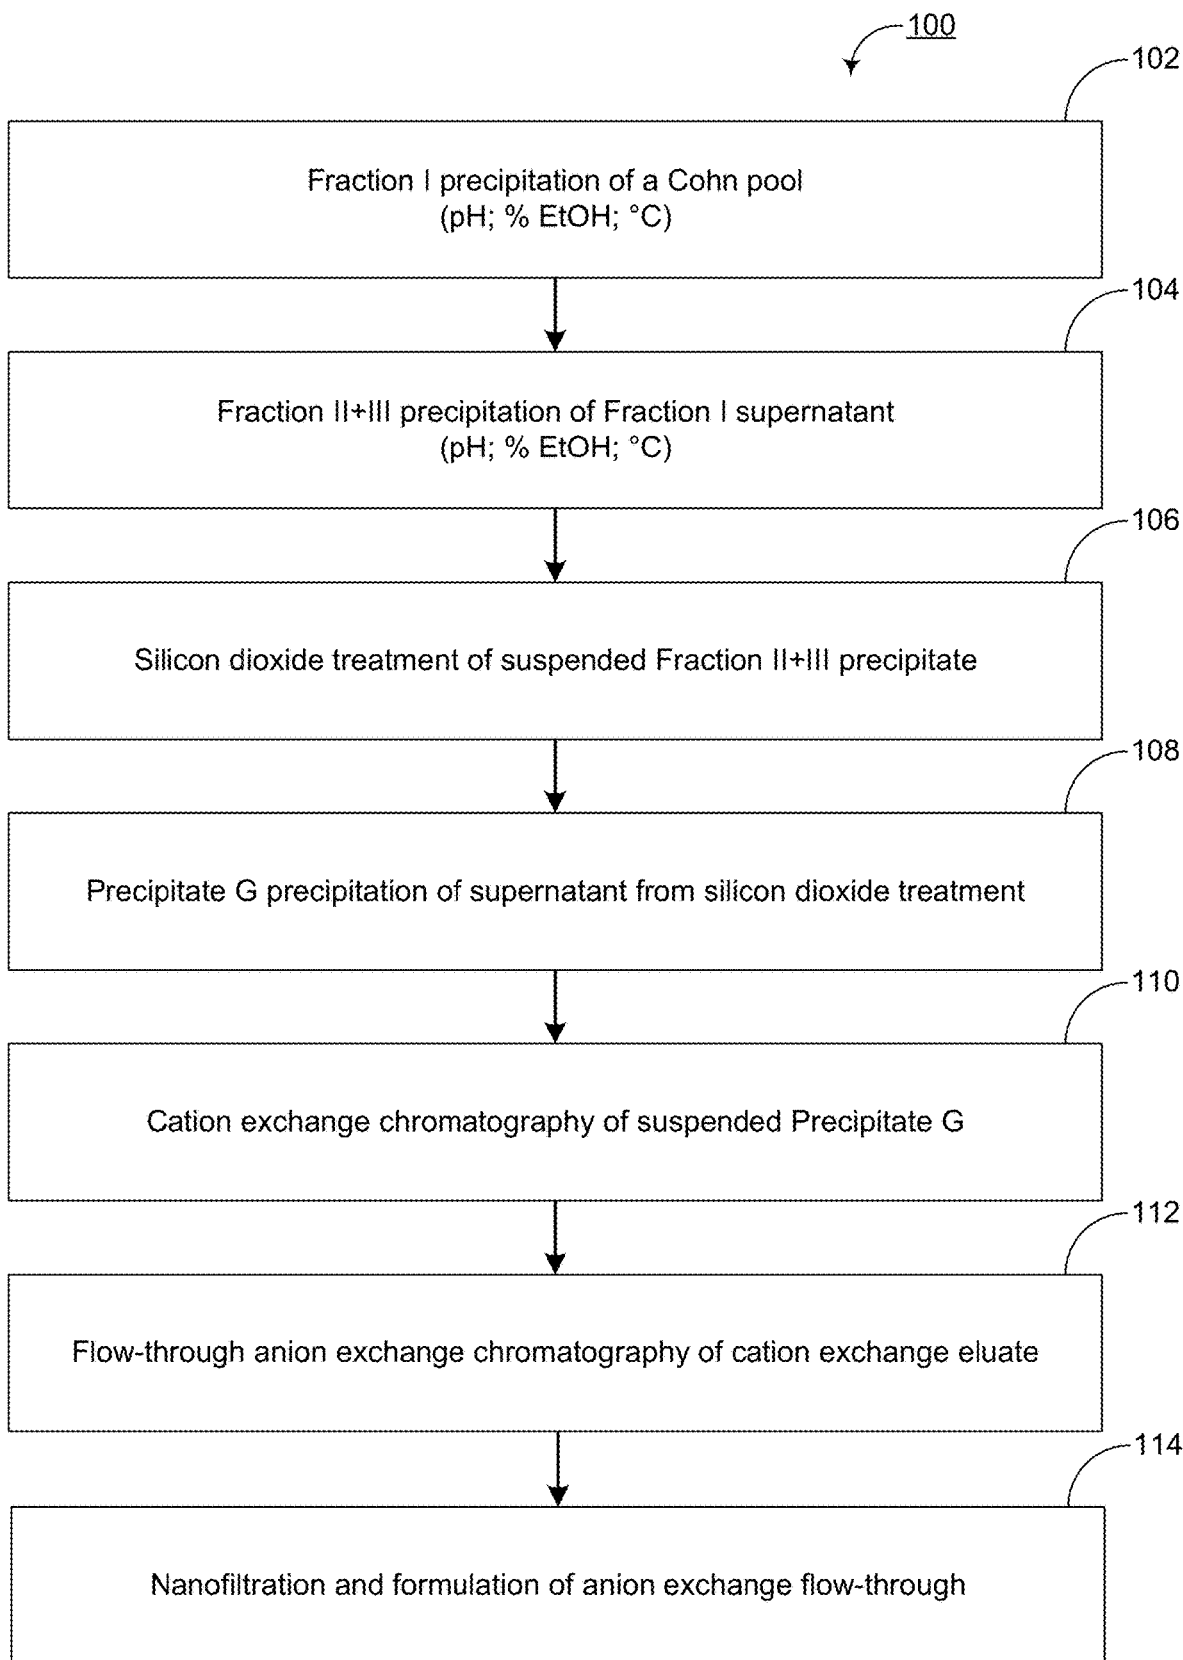 100
102
Fraction I precipitation of a Cohn pool
(pH; % EtOH; °C)
104
Fraction II+III precipitation of Fraction I supernatant
(pH; % EtOH; °C)
106
Silicon dioxide treatment of suspended Fraction II+III precipitate
108
Precipitate G precipitation of supernatant from silicon dioxide treatment
110
Cation exchange chromatography of suspended Precipitate G
112
Flow-through anion exchange chromatography of cation exchange eluate
114
Nanofiltration and formulation of anion exchange flow-through